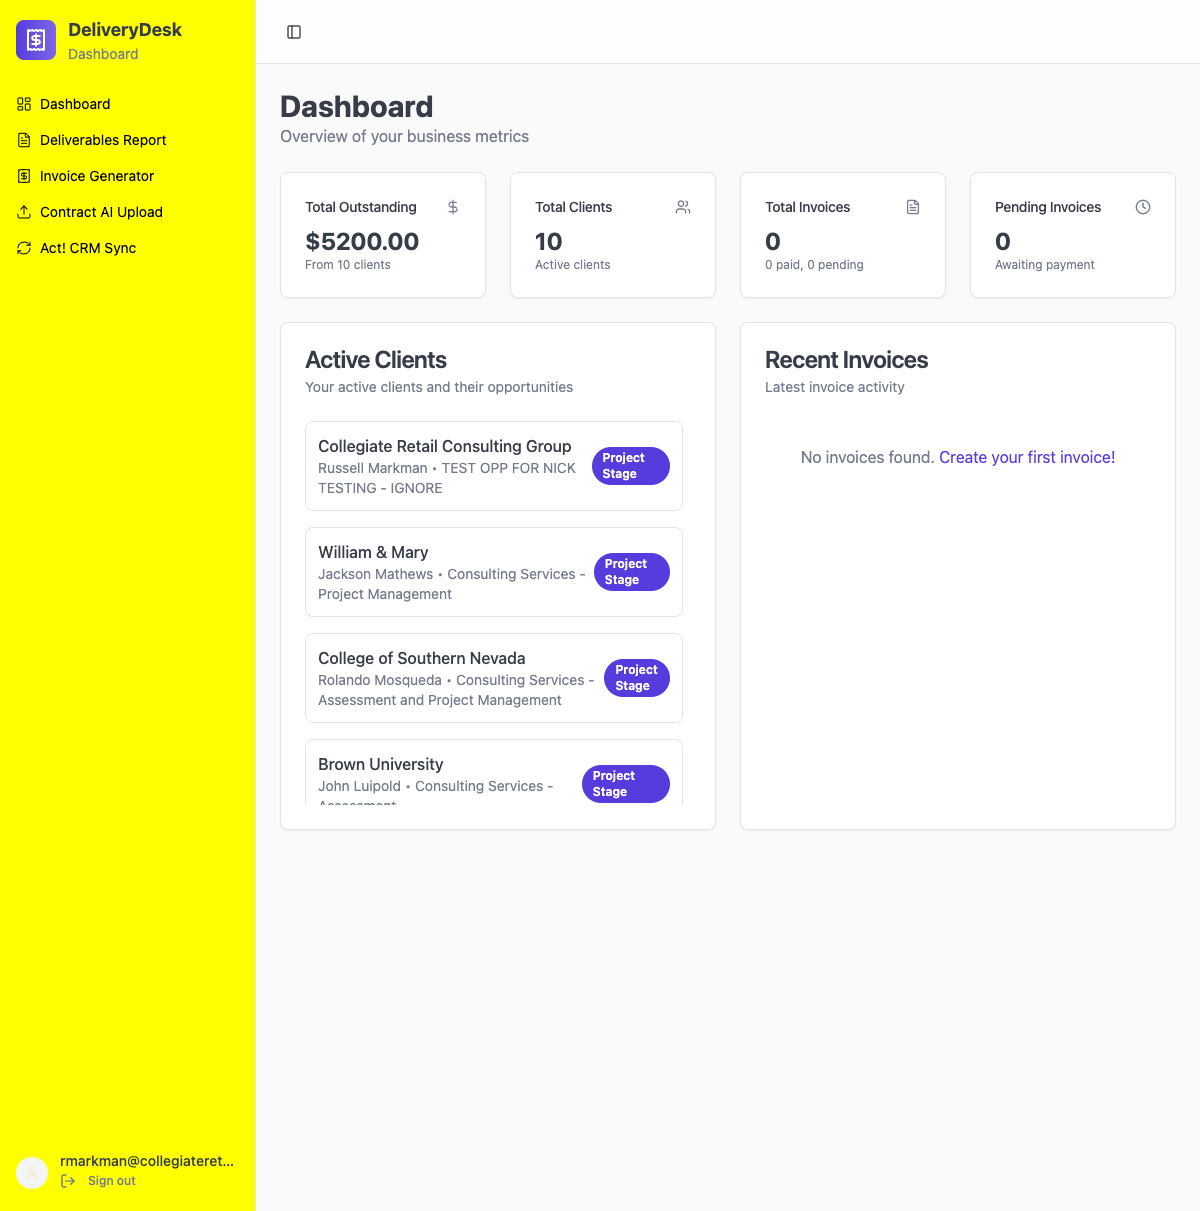 DeliveryDesk
Dashboard
Dashboard
Deliverables Report
Invoice Generator
Contract AI Upload
Act! CRM Sync
rmarkman@collegiateret...
Sign out
Dashboard
Overview of your business metrics
Total Outstanding
$5200.00
From 10 clients
Total Clients
10
Active clients
Total Invoices
0
0 paid, 0 pending
Pending Invoices
0
Awaiting payment
Active Clients
Your active clients and their opportunities
Collegiate Retail Consulting Group
Russell Markman • TEST OPP FOR NICK
TESTING - IGNORE
Project
Stage
William & Mary
Jackson Mathews • Consulting Services -
Project Management
Project
Stage
College of Southern Nevada
Rolando Mosqueda • Consulting Services -
Assessment and Project Management
Project
Stage
Brown University
John Luipold • Consulting Services -
Assessment
Project
Stage
Recent Invoices
Latest invoice activity
No invoices found. Create your first invoice!